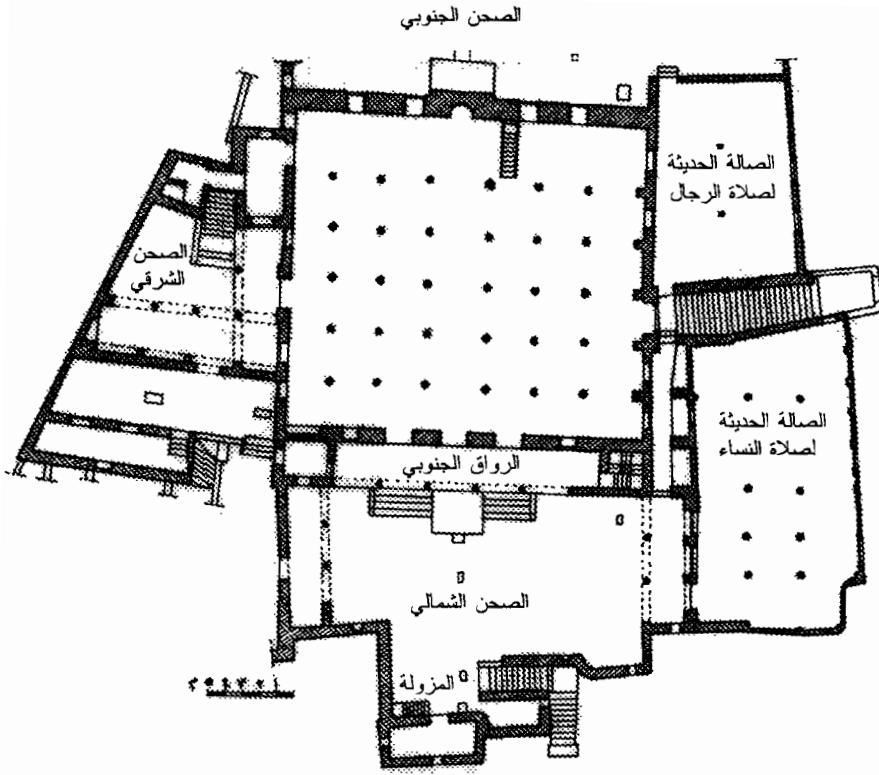 الصحن الجنوبي
الصالة الحديثة
لصلاة الرجال
الصحن
الشرقي
الصالة الحديثة
لصلاة النساء
الرواق الجنوبي
الصحن الشمالي
المزولة